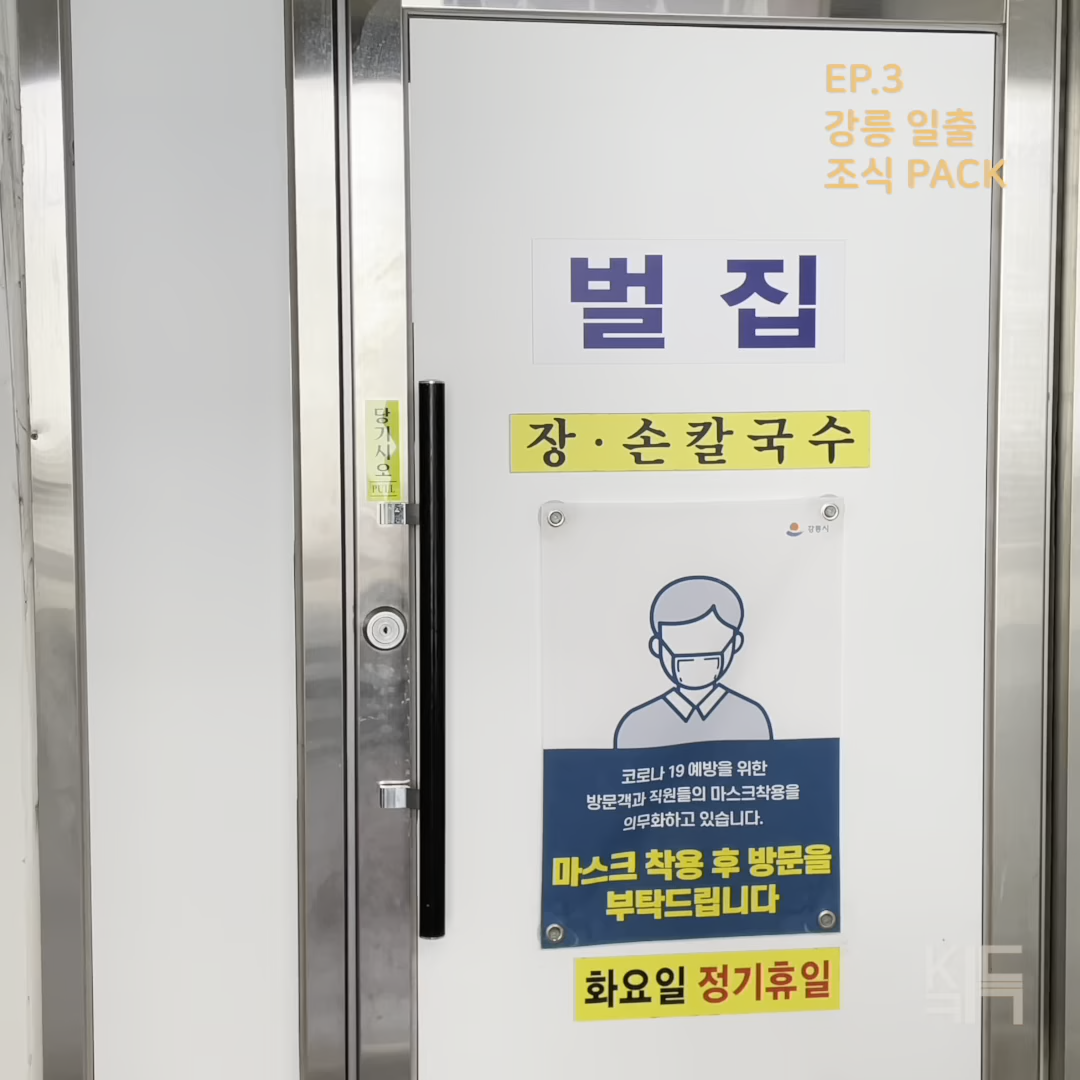 EP.3
강릉 일출
조식 PACK
벌 집
당기시오
PULL
장·손칼국수
강릉시
코로나 19 예방을 위한
방문객과 직원들의 마스크착용을
의무화하고 있습니다.
마스크 착용 후 방문을
부탁드립니다
화요일 정기휴일